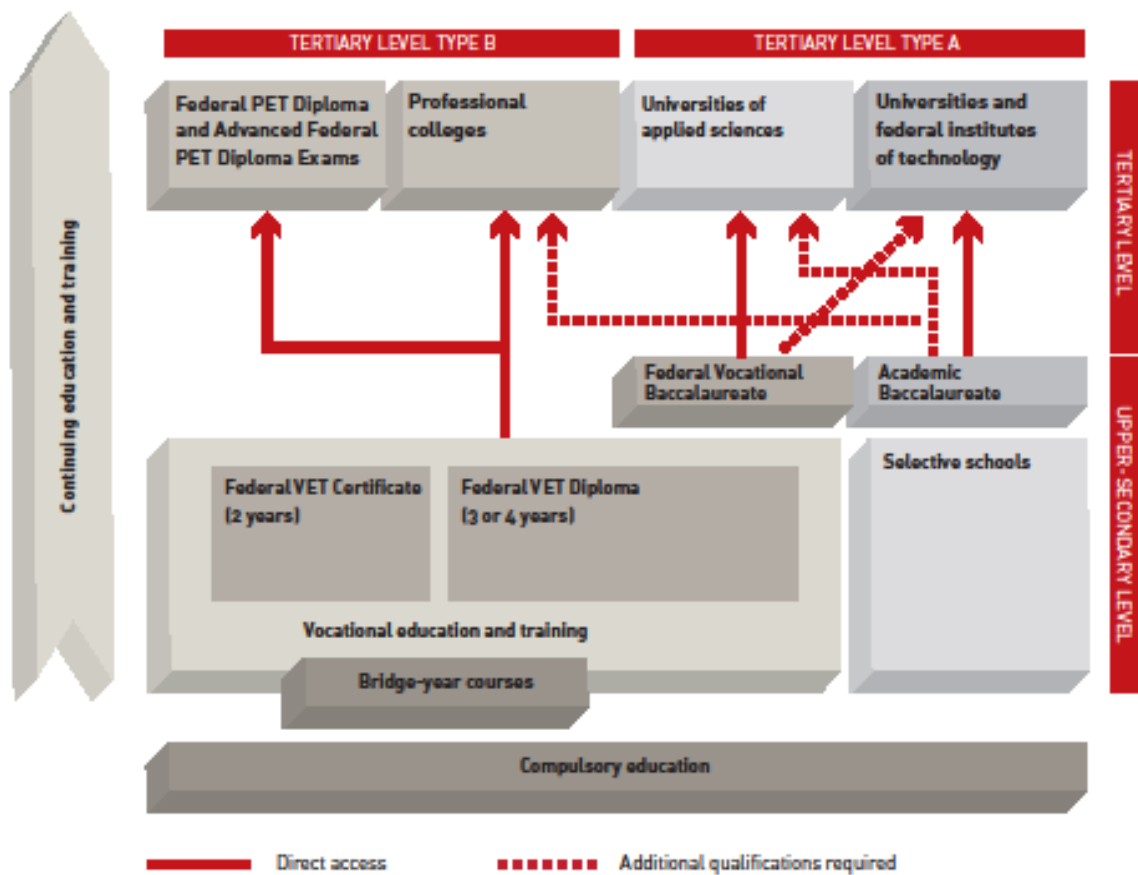 TERTIARY LEVEL TYPE B
TERTIARY LEVEL TYPE A
Federal PET Diploma
and Advanced Federal
PET Diploma Exams
Professional
colleges
Universities of
applied sciences
Universities and
federal institutes
of technology
TERTIARY LEVEL
Continuing education and training
Federal Vocational
Baccalaureate
Academic
Baccalaureate
UPPER-SECONDARY LEVEL
Federal VET Certificate
(2 years)
Federal VET Diploma
(3 or 4 years)
Selective schools
Vocational education and training
Bridge-year courses
Compulsory education
Direct access
Additional qualifications required